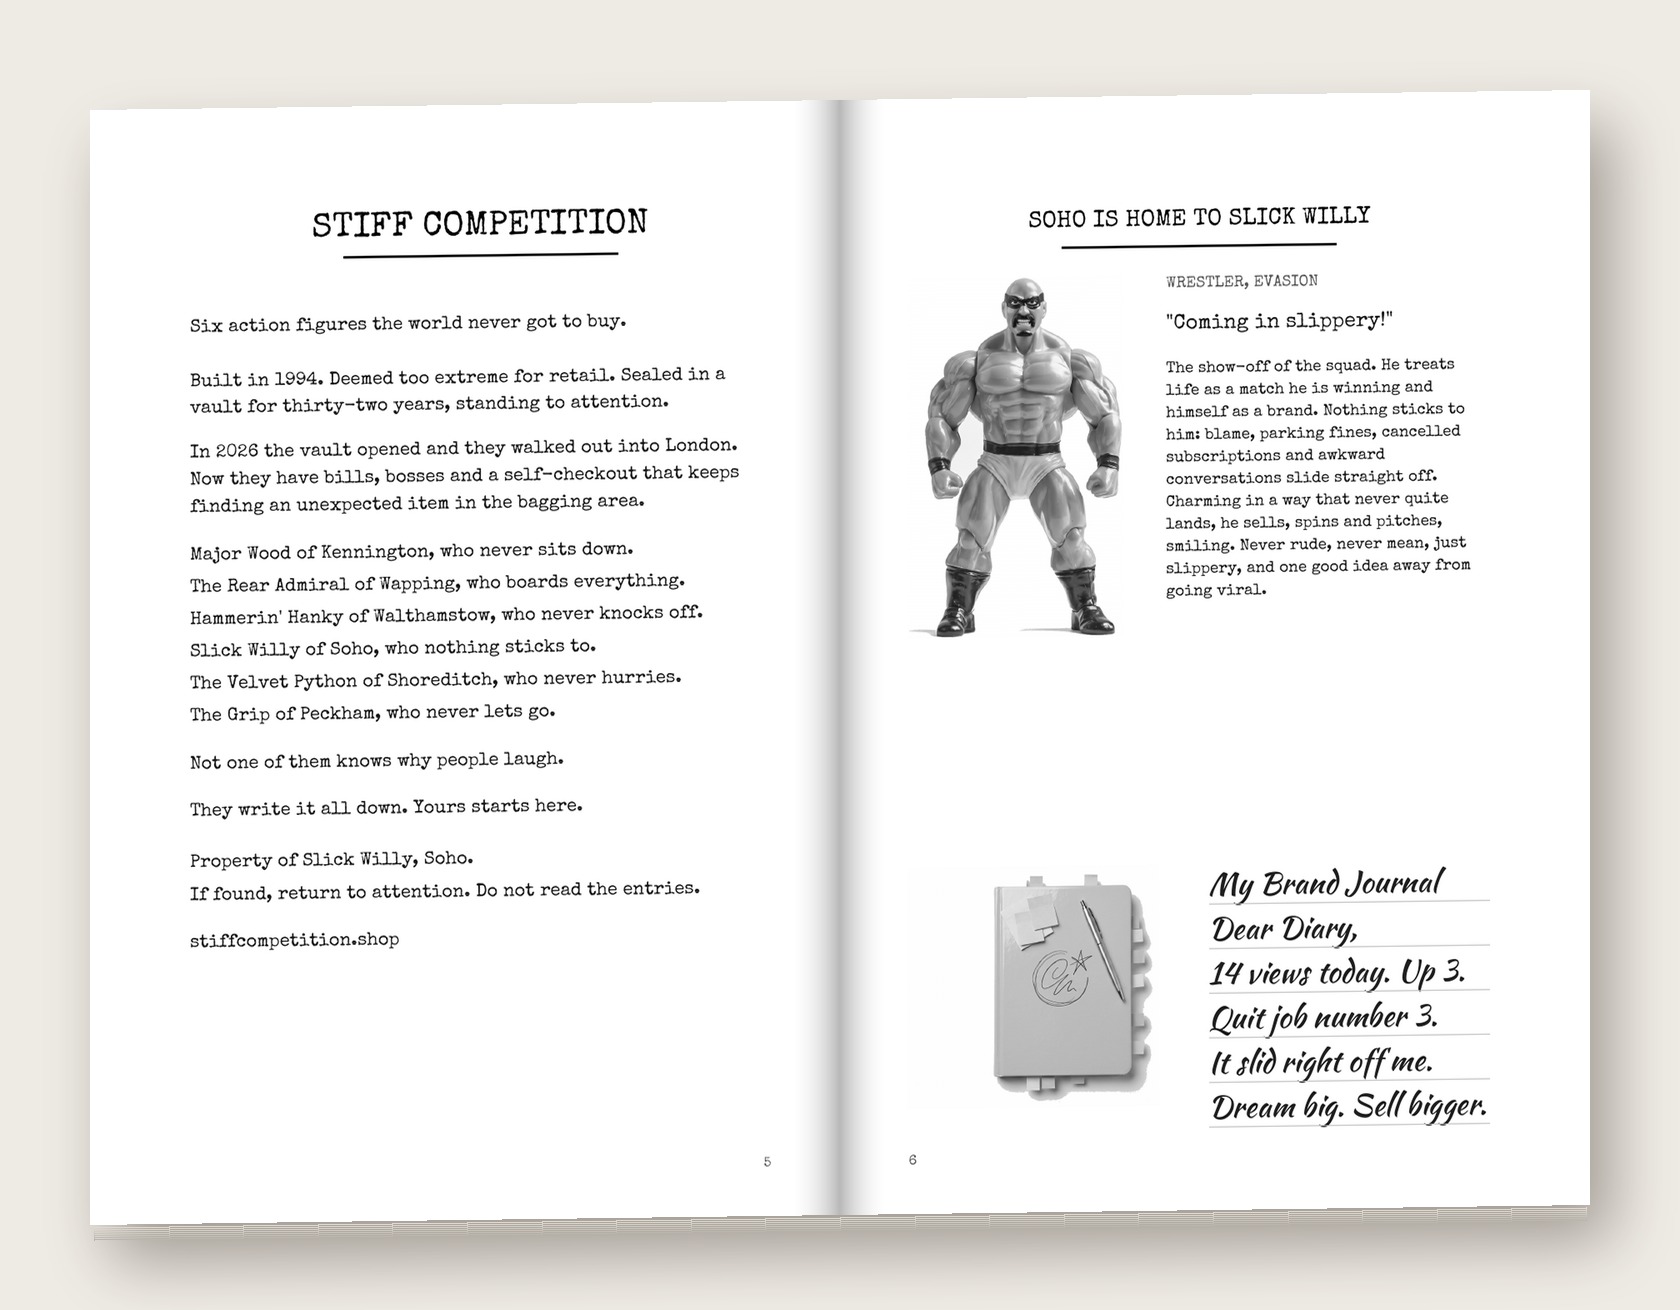 STIFF COMPETITION
Six action figures the world never got to buy.
Built in 1994. Deemed too extreme for retail. Sealed in a
vault for thirty-two years, standing to attention.
In 2026 the vault opened and they walked out into London.
Now they have bills, bosses and a self-checkout that keeps
finding an unexpected item in the bagging area.
Major Wood of Kennington, who never sits down.
The Rear Admiral of Wapping, who boards everything.
Hammerin' Hanky of Walthamstow, who never knocks off.
Slick Willy of Soho, who nothing sticks to.
The Velvet Python of Shoreditch, who never hurries.
The Grip of Peckham, who never lets go.
Not one of them knows why people laugh.
They write it all down. Yours starts here.
Property of Slick Willy, Soho.
If found, return to attention. Do not read the entries.
stiffcompetition.shop
5
SOHO IS HOME TO SLICK WILLY
WRESTLER, EVASION
"Coming in slippery!"
The show-off of the squad. He treats
life as a match he is winning and
himself as a brand. Nothing sticks to
him: blame, parking fines, cancelled
subscriptions and awkward
conversations slide straight off.
Charming in a way that never quite
lands, he sells, spins and pitches,
smiling. Never rude, never mean, just
slippery, and one good idea away from
going viral.
My Brand Journal
Dear Diary,
14 views today. Up 3.
Quit job number 3.
It slid right off me.
Dream big. Sell bigger.
6